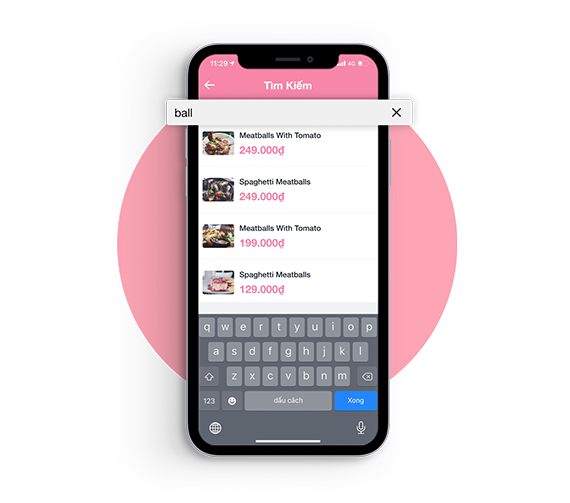 11:29 4G
Tìm Kiếm
ball
Meatballs With Tomato
249.000₫
Spaghetti Meatballs
249.000₫
Meatballs With Tomato
199.000₫
Spaghetti Meatballs
129.000₫
q w e r t y u i o p
a s d f g h j k l
z x c v b n m
123 dấu cách Xong